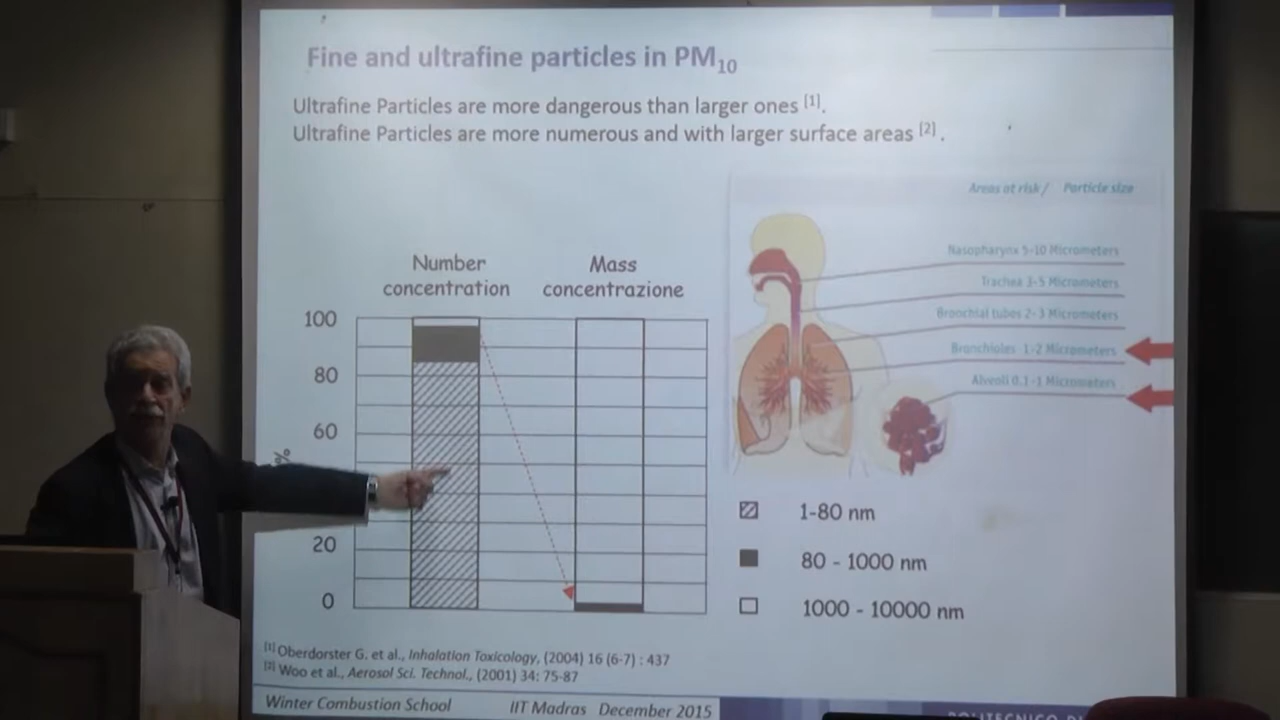 Fine and ultrafine particles in PM10
Ultrafine Particles are more dangerous than larger ones [1].
Ultrafine Particles are more numerous and with larger surface areas [2].
Areas at risk / Particle size
Nasopharynx 5-10 Micrometers
Trachea 3-5 Micrometers
Bronchial tubes 2-3 Micrometers
Bronchioles 1-2 Micrometers
Alveoli 0.1-1 Micrometers
Number concentration
Mass concentrazione
100
80
60
%
20
0
1-80 nm
80 - 1000 nm
1000 - 10000 nm
[1] Oberdorster G. et al., Inhalation Toxicology, (2004) 16 (6-7) : 437
[2] Woo et al., Aerosol Sci. Technol., (2001) 34: 75-87
Winter Combustion School IIT Madras December 2015
POLITECNICO